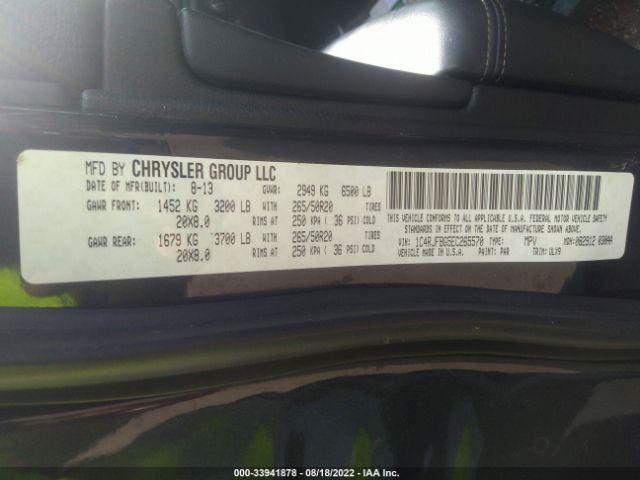 MFD BY CHRYSLER GROUP LLC
DATE OF MFR(BUILT): 8-13 GVWR: 2949 KG 6500 LB
GAWR FRONT: 1452 KG 3200 LB WITH 265/50R20 TIRES
20X8.0 RIMS AT 250 KPA ( 36 PSI) COLD
GAWR REAR: 1679 KG 3700 LB WITH 265/50R20 TIRES
20X8.0 RIMS AT 250 KPA ( 36 PSI) COLD
THIS VEHICLE CONFORMS TO ALL APPLICABLE U.S.A. FEDERAL MOTOR VEHICLE SAFETY
STANDARDS IN EFFECT ON THE DATE OF MANUFACTURE SHOWN ABOVE.
VIN: 1C4RJFBG5EC265570 TYPE: MPV MDH: 082912
VEHICLE MADE IN U.S.A. PAINT: PAR TRIM: ULX9
000-33941878 - 08/18/2022 - IAA Inc.